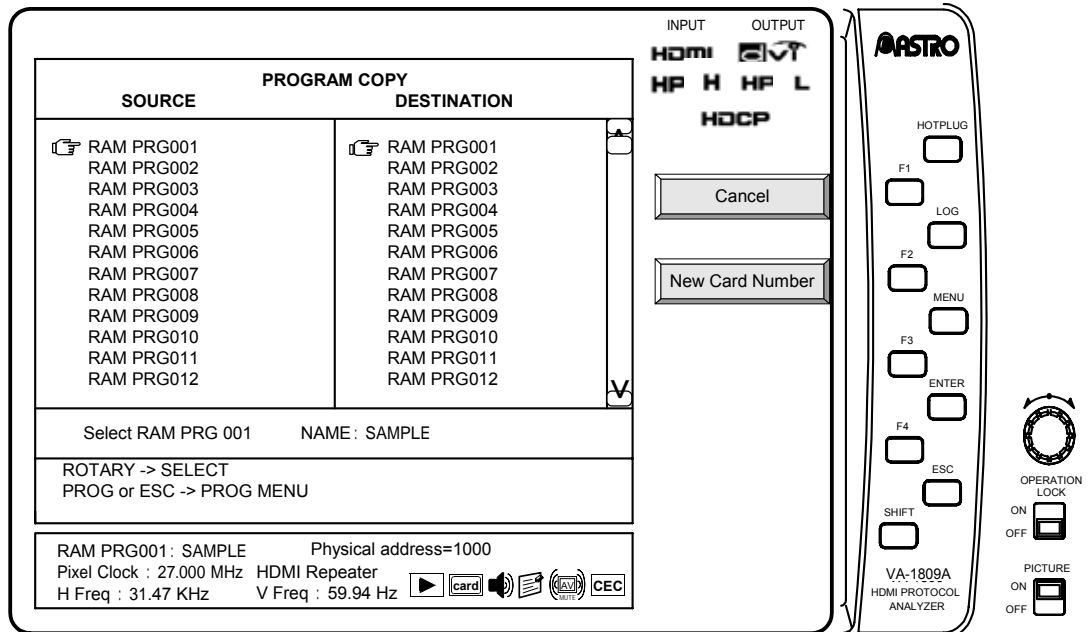 PROGRAM COPY
SOURCE DESTINATION
RAM PRG001 RAM PRG001
RAM PRG002 RAM PRG002
RAM PRG003 RAM PRG003
RAM PRG004 RAM PRG004
RAM PRG005 RAM PRG005
RAM PRG006 RAM PRG006
RAM PRG007 RAM PRG007
RAM PRG008 RAM PRG008
RAM PRG009 RAM PRG009
RAM PRG010 RAM PRG010
RAM PRG011 RAM PRG011
RAM PRG012 RAM PRG012
Select RAM PRG 001 NAME: SAMPLE
ROTARY -> SELECT
PROG or ESC -> PROG MENU
RAM PRG001: SAMPLE Physical address=1000
Pixel Clock : 27.000 MHz HDMI Repeater
H Freq : 31.47 KHz V Freq : 59.94 Hz
card
AV
MUTE
CEC
INPUT OUTPUT
HDMI DVI
HP H HP L
HDCP
Cancel
New Card Number
ASTRO
HOTPLUG
F1
LOG
F2
MENU
F3
ENTER
F4
ESC
SHIFT
VA-1809A
HDMI PROTOCOL
ANALYZER
OPERATION
LOCK
ON
OFF
PICTURE
ON
OFF